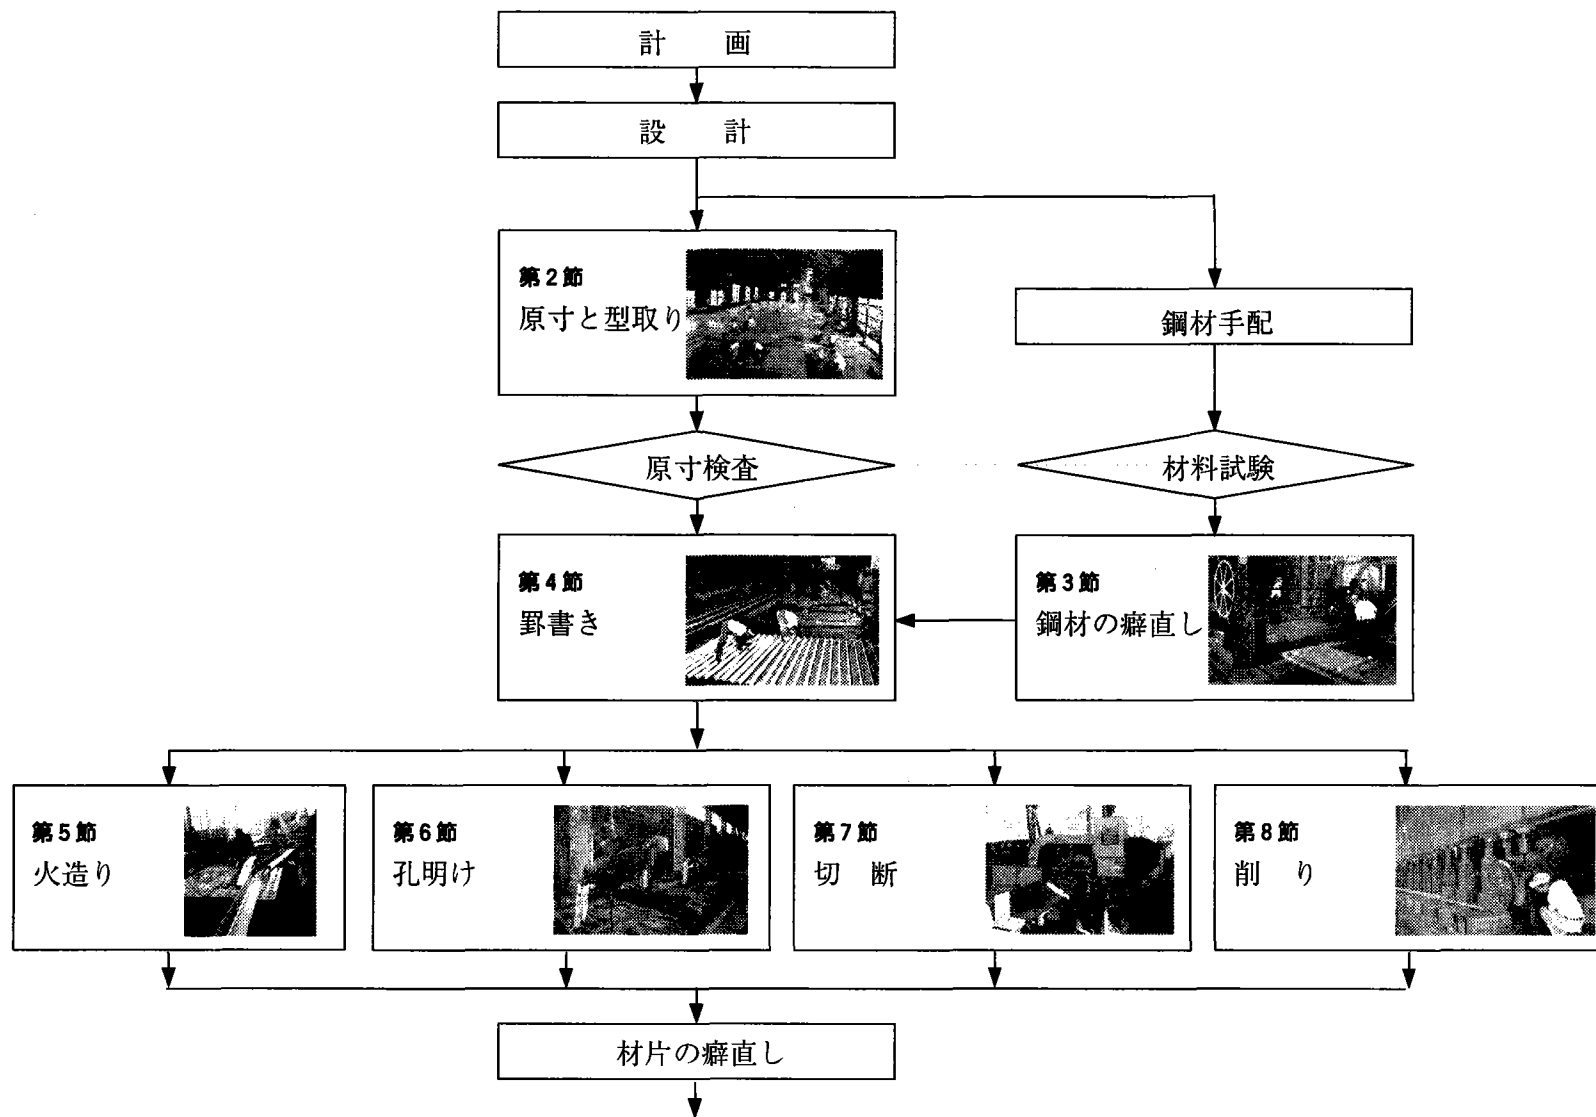 計　　画
設　　計
第2節
原寸と型取り
鋼材手配
原寸検査
材料試験
第4節
罫書き
第3節
鋼材の癖直し
第5節
火造り
第6節
孔明け
第7節
切　断
第8節
削　り
材片の癖直し